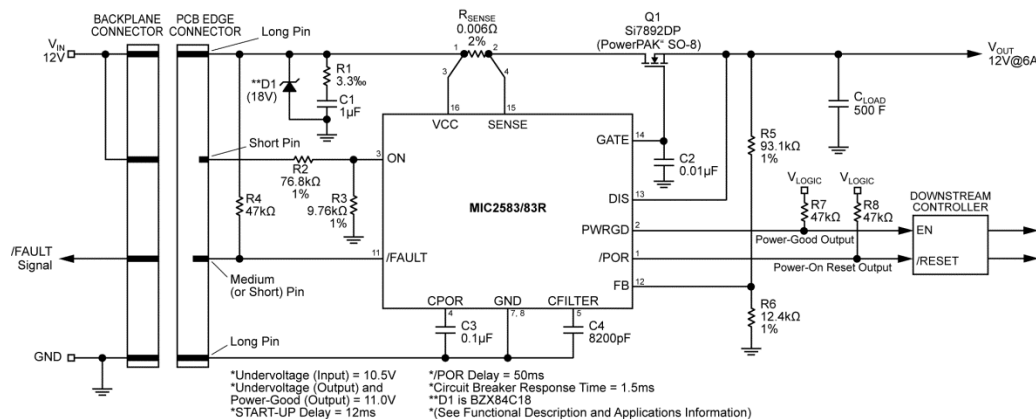 BACKPLANE CONNECTOR
PCB EDGE CONNECTOR
Long Pin
VIN
12V
**D1
(18V)
R1
3.3‰
C1
1µF
RSENSE
0.006Ω
2%
1
2
3
4
Q1
Si7892DP
(PowerPAK“ SO-8)
VOUT
12V@6A
CLOAD
500 F
16
VCC
15
SENSE
GATE
14
C2
0.01µF
R5
93.1kΩ
1%
Short Pin
R2
76.8kΩ
1%
3
ON
R3
9.76kΩ
1%
R4
47kΩ
MIC2583/83R
DIS
13
VLOGIC
R7
47kΩ
VLOGIC
R8
47kΩ
DOWNSTREAM
CONTROLLER
EN
/RESET
PWRGD
2
Power-Good Output
/POR
1
Power-On Reset Output
FB
12
/FAULT
Signal
Medium
(or Short) Pin
11
/FAULT
R6
12.4kΩ
1%
CPOR
4
GND
7, 8
CFILTER
5
C3
0.1µF
C4
8200pF
GND
Long Pin
*Undervoltage (Input) = 10.5V
*Undervoltage (Output) and
Power-Good (Output) = 11.0V
*START-UP Delay = 12ms
*/POR Delay = 50ms
*Circuit Breaker Response Time = 1.5ms
**D1 is BZX84C18
*(See Functional Description and Applications Information)